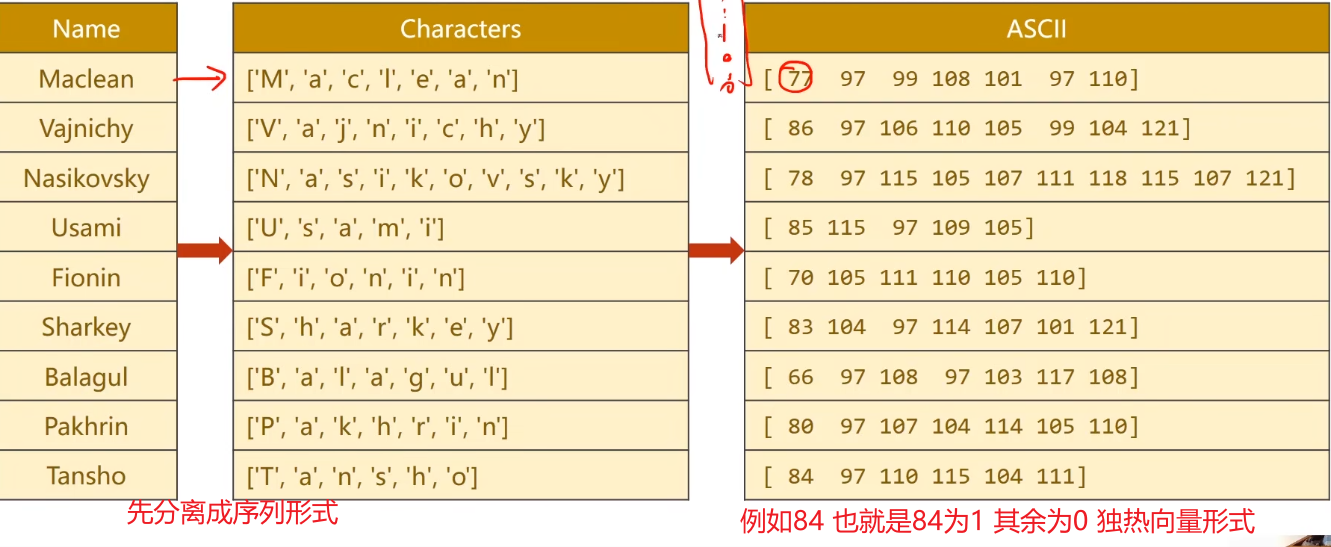 Name Characters ASCII
Maclean ['M', 'a', 'c', 'l', 'e', 'a', 'n'] [ 77 97 99 108 101 97 110]
Vajnichy ['V', 'a', 'j', 'n', 'i', 'c', 'h', 'y'] [ 86 97 106 110 105 99 104 121]
Nasikovsky ['N', 'a', 's', 'i', 'k', 'o', 'v', 's', 'k', 'y'] [ 78 97 115 105 107 111 118 115 107 121]
Usami ['U', 's', 'a', 'm', 'i'] [ 85 115 97 109 105]
Fionin ['F', 'i', 'o', 'n', 'i', 'n'] [ 70 105 111 110 105 110]
Sharkey ['S', 'h', 'a', 'r', 'k', 'e', 'y'] [ 83 104 97 114 107 101 121]
Balagul ['B', 'a', 'l', 'a', 'g', 'u', 'l'] [ 66 97 108 97 103 117 108]
Pakhrin ['P', 'a', 'k', 'h', 'r', 'i', 'n'] [ 80 97 107 104 114 105 110]
Tansho ['T', 'a', 'n', 's', 'h', 'o'] [ 84 97 110 115 104 111]
先分离成序列形式
例如84 也就是84为1 其余为0 独热向量形式